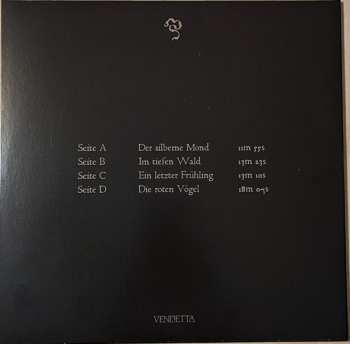 Seite A Der silberne Mond 11m 55s
Seite B Im tiefen Wald 13m 23s
Seite C Ein letzter Frühling 13m 10s
Seite D Die roten Vögel 18m 05s
VENDETTA